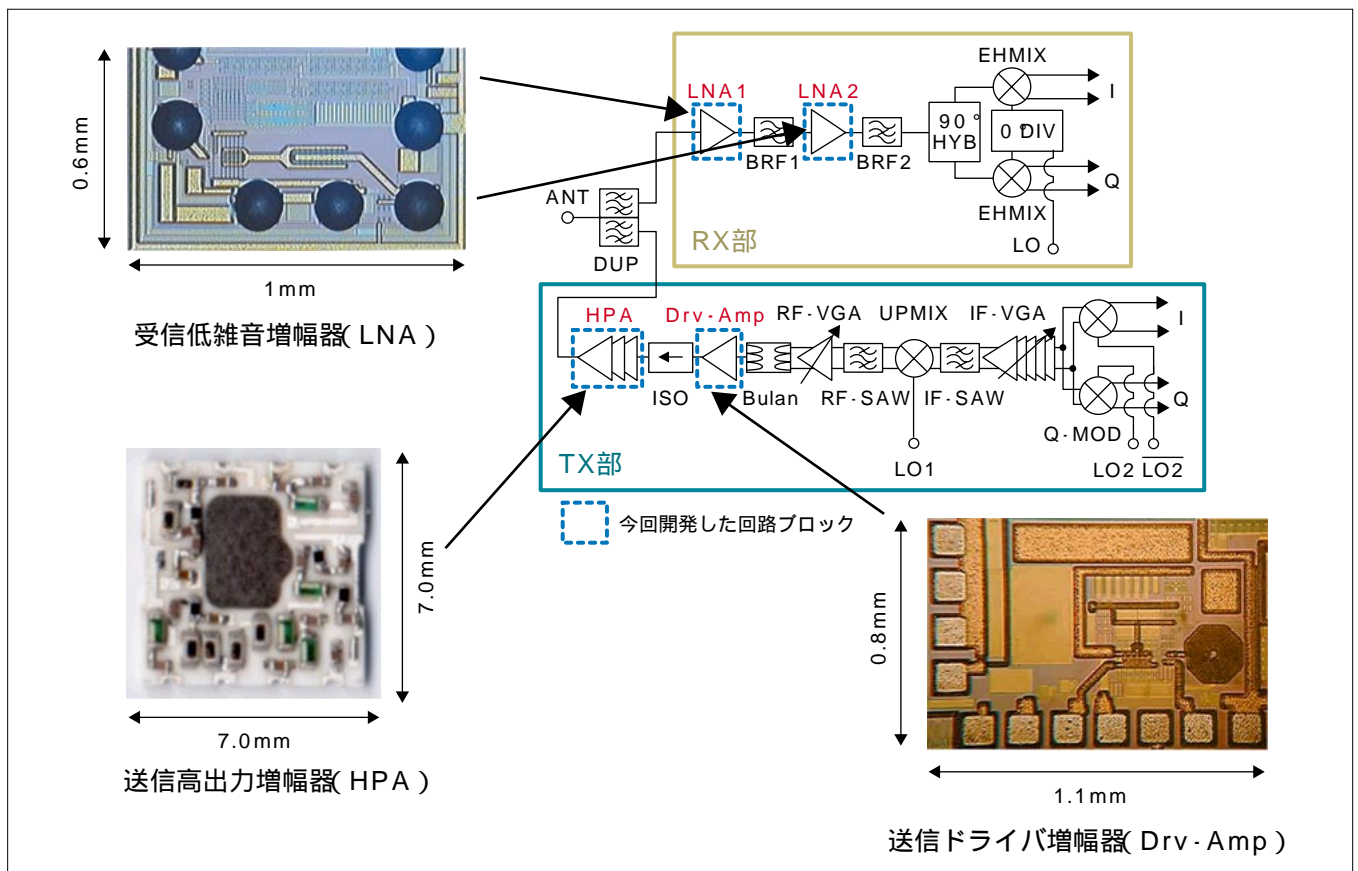 0.6mm
1mm
受信低雑音増幅器( LNA )
EHMIX
LNA1
LNA2
I
90°
HYB
0° DIV
BRF1
BRF2
Q
ANT
EHMIX
RX部
LO
DUP
HPA
Drv-Amp
RF-VGA
UPMIX
IF-VGA
I
ISO
Bulan
RF-SAW
IF-SAW
Q
Q-MOD
TX部
LO1
LO2
LO2
今回開発した回路ブロック
7.0mm
7.0mm
送信高出力増幅器( HPA )
0.8mm
1.1mm
送信ドライバ増幅器( Drv-Amp )